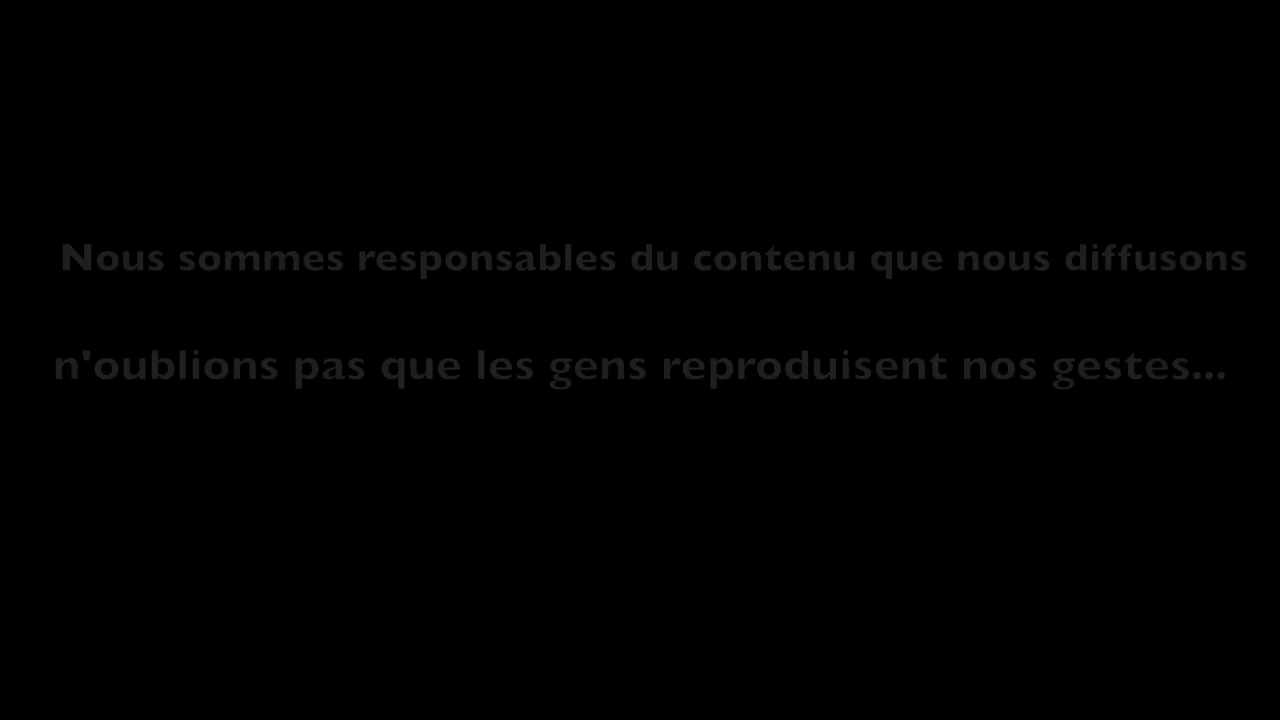 Nous sommes responsables du contenu que nous diffusons
n'oublions pas que les gens reproduisent nos gestes...